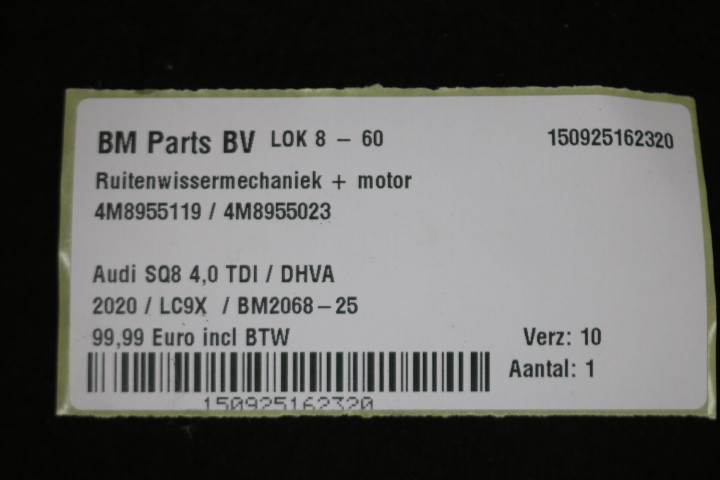 BM Parts BV LOK 8 – 60 150925162320
Ruitenwissermechaniek + motor
4M8955119 / 4M8955023
Audi SQ8 4,0 TDI / DHVA
2020 / LC9X / BM2068–25
99,99 Euro incl BTW Verz: 10
Aantal: 1
150925162320